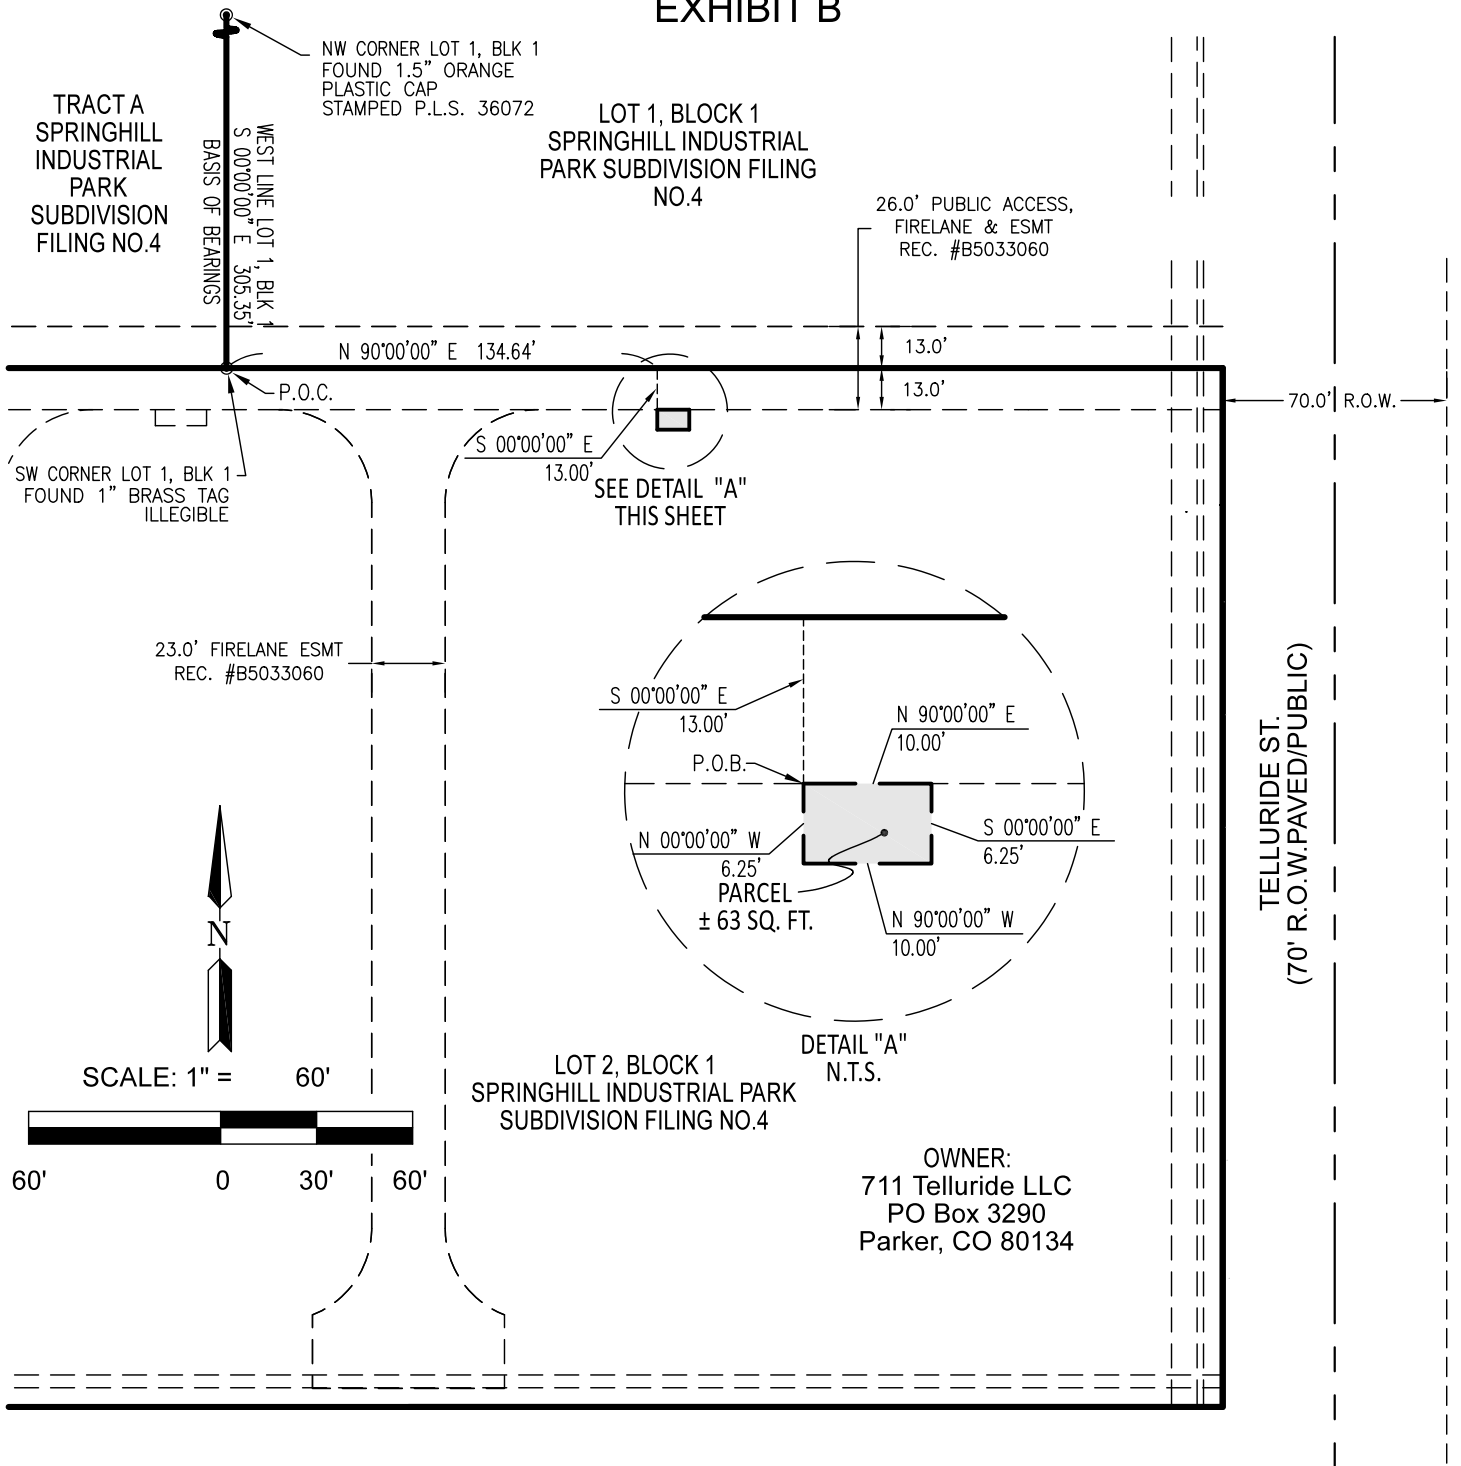 EXHIBIT B
NW CORNER LOT 1, BLK 1
FOUND 1.5" ORANGE
PLASTIC CAP
STAMPED P.L.S. 36072
TRACT A
SPRINGHILL
INDUSTRIAL
PARK
SUBDIVISION
FILING NO.4
WEST LINE LOT 1, BLK 1
S 00°00'00" E 305.35'
BASIS OF BEARINGS
LOT 1, BLOCK 1
SPRINGHILL INDUSTRIAL
PARK SUBDIVISION FILING
NO.4
26.0' PUBLIC ACCESS,
FIRELANE & ESMT
REC. #B5033060
N 90°00'00" E 134.64'
13.0'
13.0'
P.O.C.
70.0' R.O.W.
S 00°00'00" E
13.00'
SW CORNER LOT 1, BLK 1
FOUND 1" BRASS TAG
ILLEGIBLE
SEE DETAIL "A"
THIS SHEET
23.0' FIRELANE ESMT
REC. #B5033060
S 00°00'00" E
13.00'
N 90°00'00" E
10.00'
P.O.B.
N 00°00'00" W
6.25'
S 00°00'00" E
6.25'
PARCEL
± 63 SQ. FT.
N 90°00'00" W
10.00'
TELLURIDE ST.
(70' R.O.W.PAVED/PUBLIC)
N
DETAIL "A"
N.T.S.
SCALE: 1" = 60'
60' 0 30' 60'
LOT 2, BLOCK 1
SPRINGHILL INDUSTRIAL PARK
SUBDIVISION FILING NO.4
OWNER:
711 Telluride LLC
PO Box 3290
Parker, CO 80134